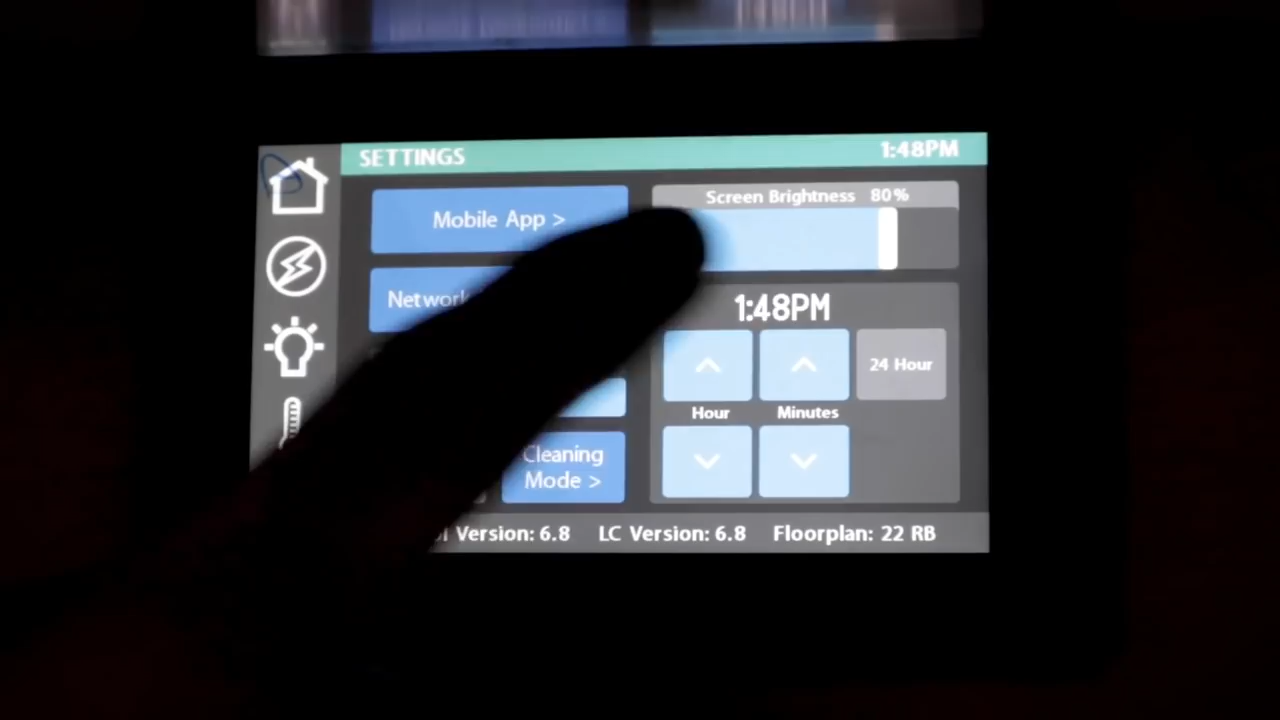 SETTINGS 1:48PM
Mobile App >
Screen Brightness 80%
Network
1:48PM
24 Hour
Hour Minutes
Cleaning
Mode >
Version: 6.8 LC Version: 6.8 Floorplan: 22 RB